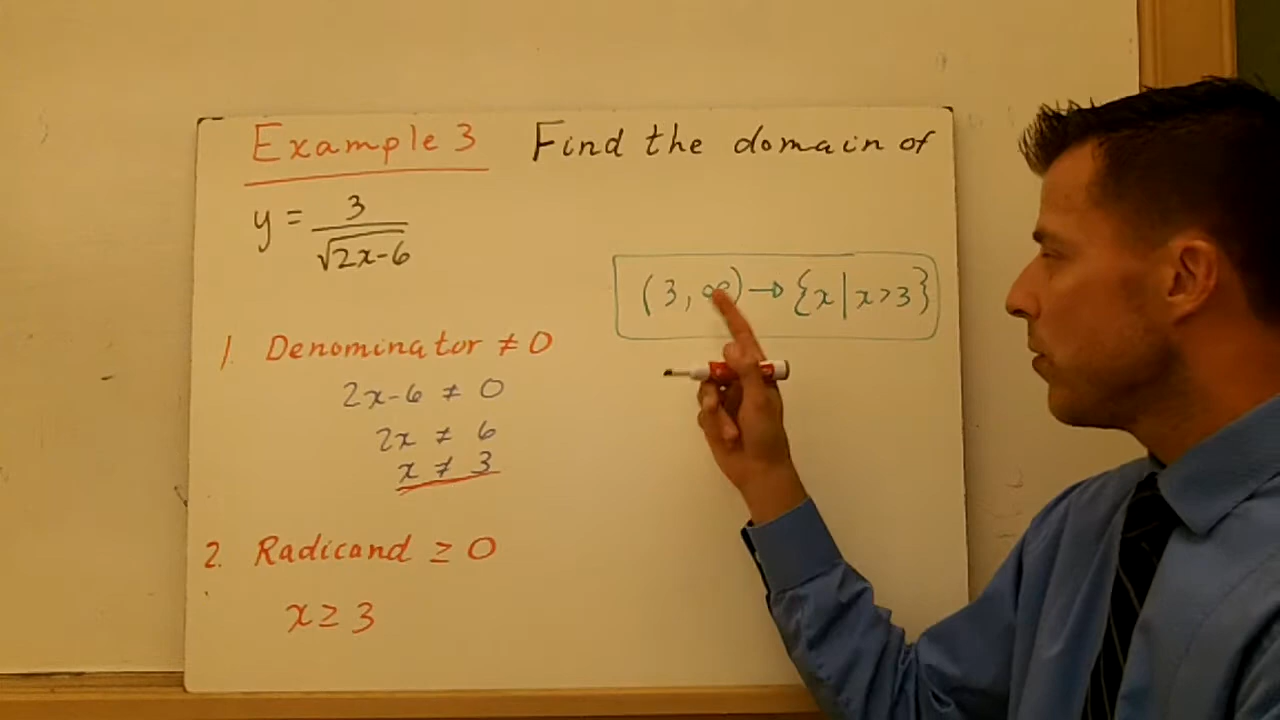 Example 3 Find the domain of
y = 3/√(2x-6)
(3, ∞) → {x | x > 3}
1. Denominator ≠ 0
2x-6 ≠ 0
2x ≠ 6
x ≠ 3
2. Radicand ≥ 0
x ≥ 3